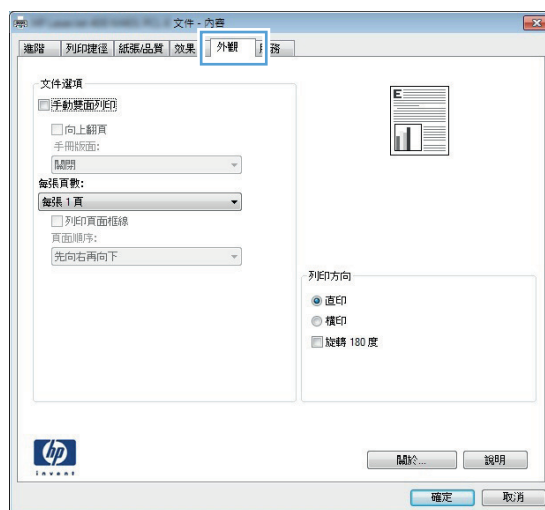 文件 - 內容
進階 列印捷徑 紙張/品質 效果 外觀 服務
文件選項
手動雙面列印
向上翻頁
手冊版面:
關閉
每張頁數:
每張 1 頁
列印頁面框線
頁面順序:
先向右再向下
E
列印方向
直印
橫印
旋轉 180 度
hp
invent
關於...
說明
確定
取消